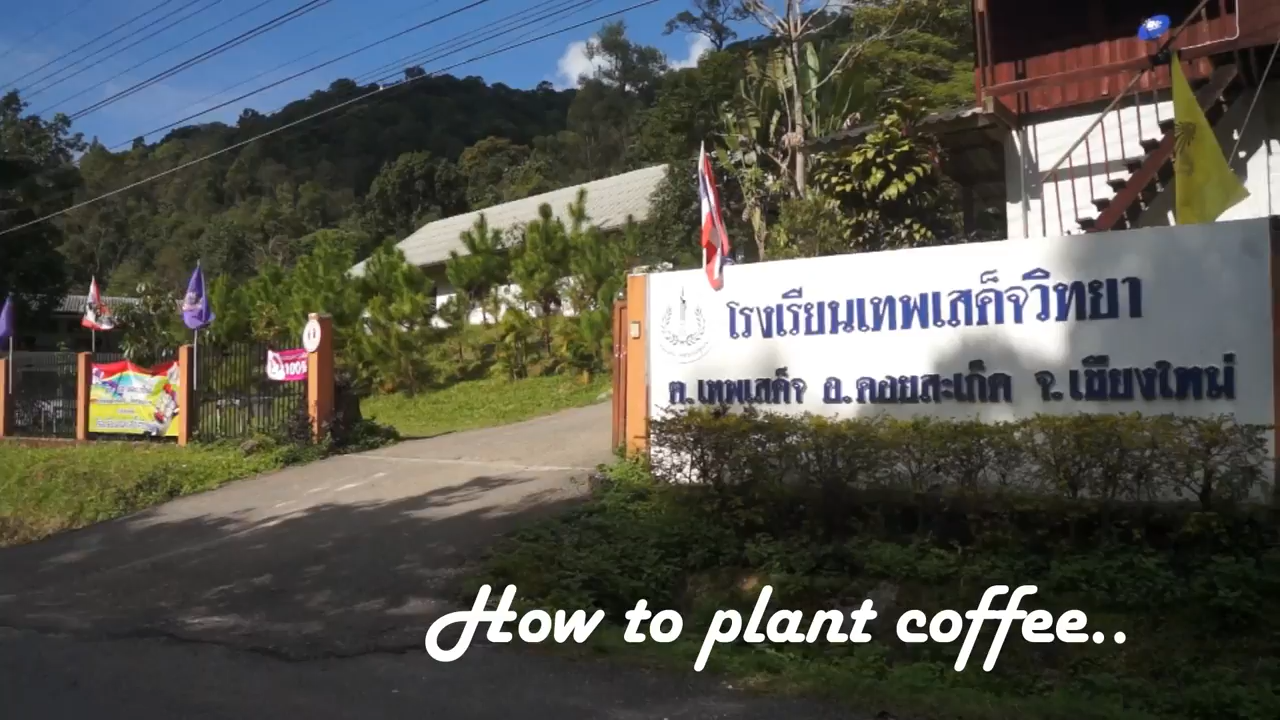 โรงเรียนเทพเสด็จวิทยา
ต.เทพเสด็จ อ.ดอยสะเก็ด จ.เชียงใหม่
100%
How to plant coffee..